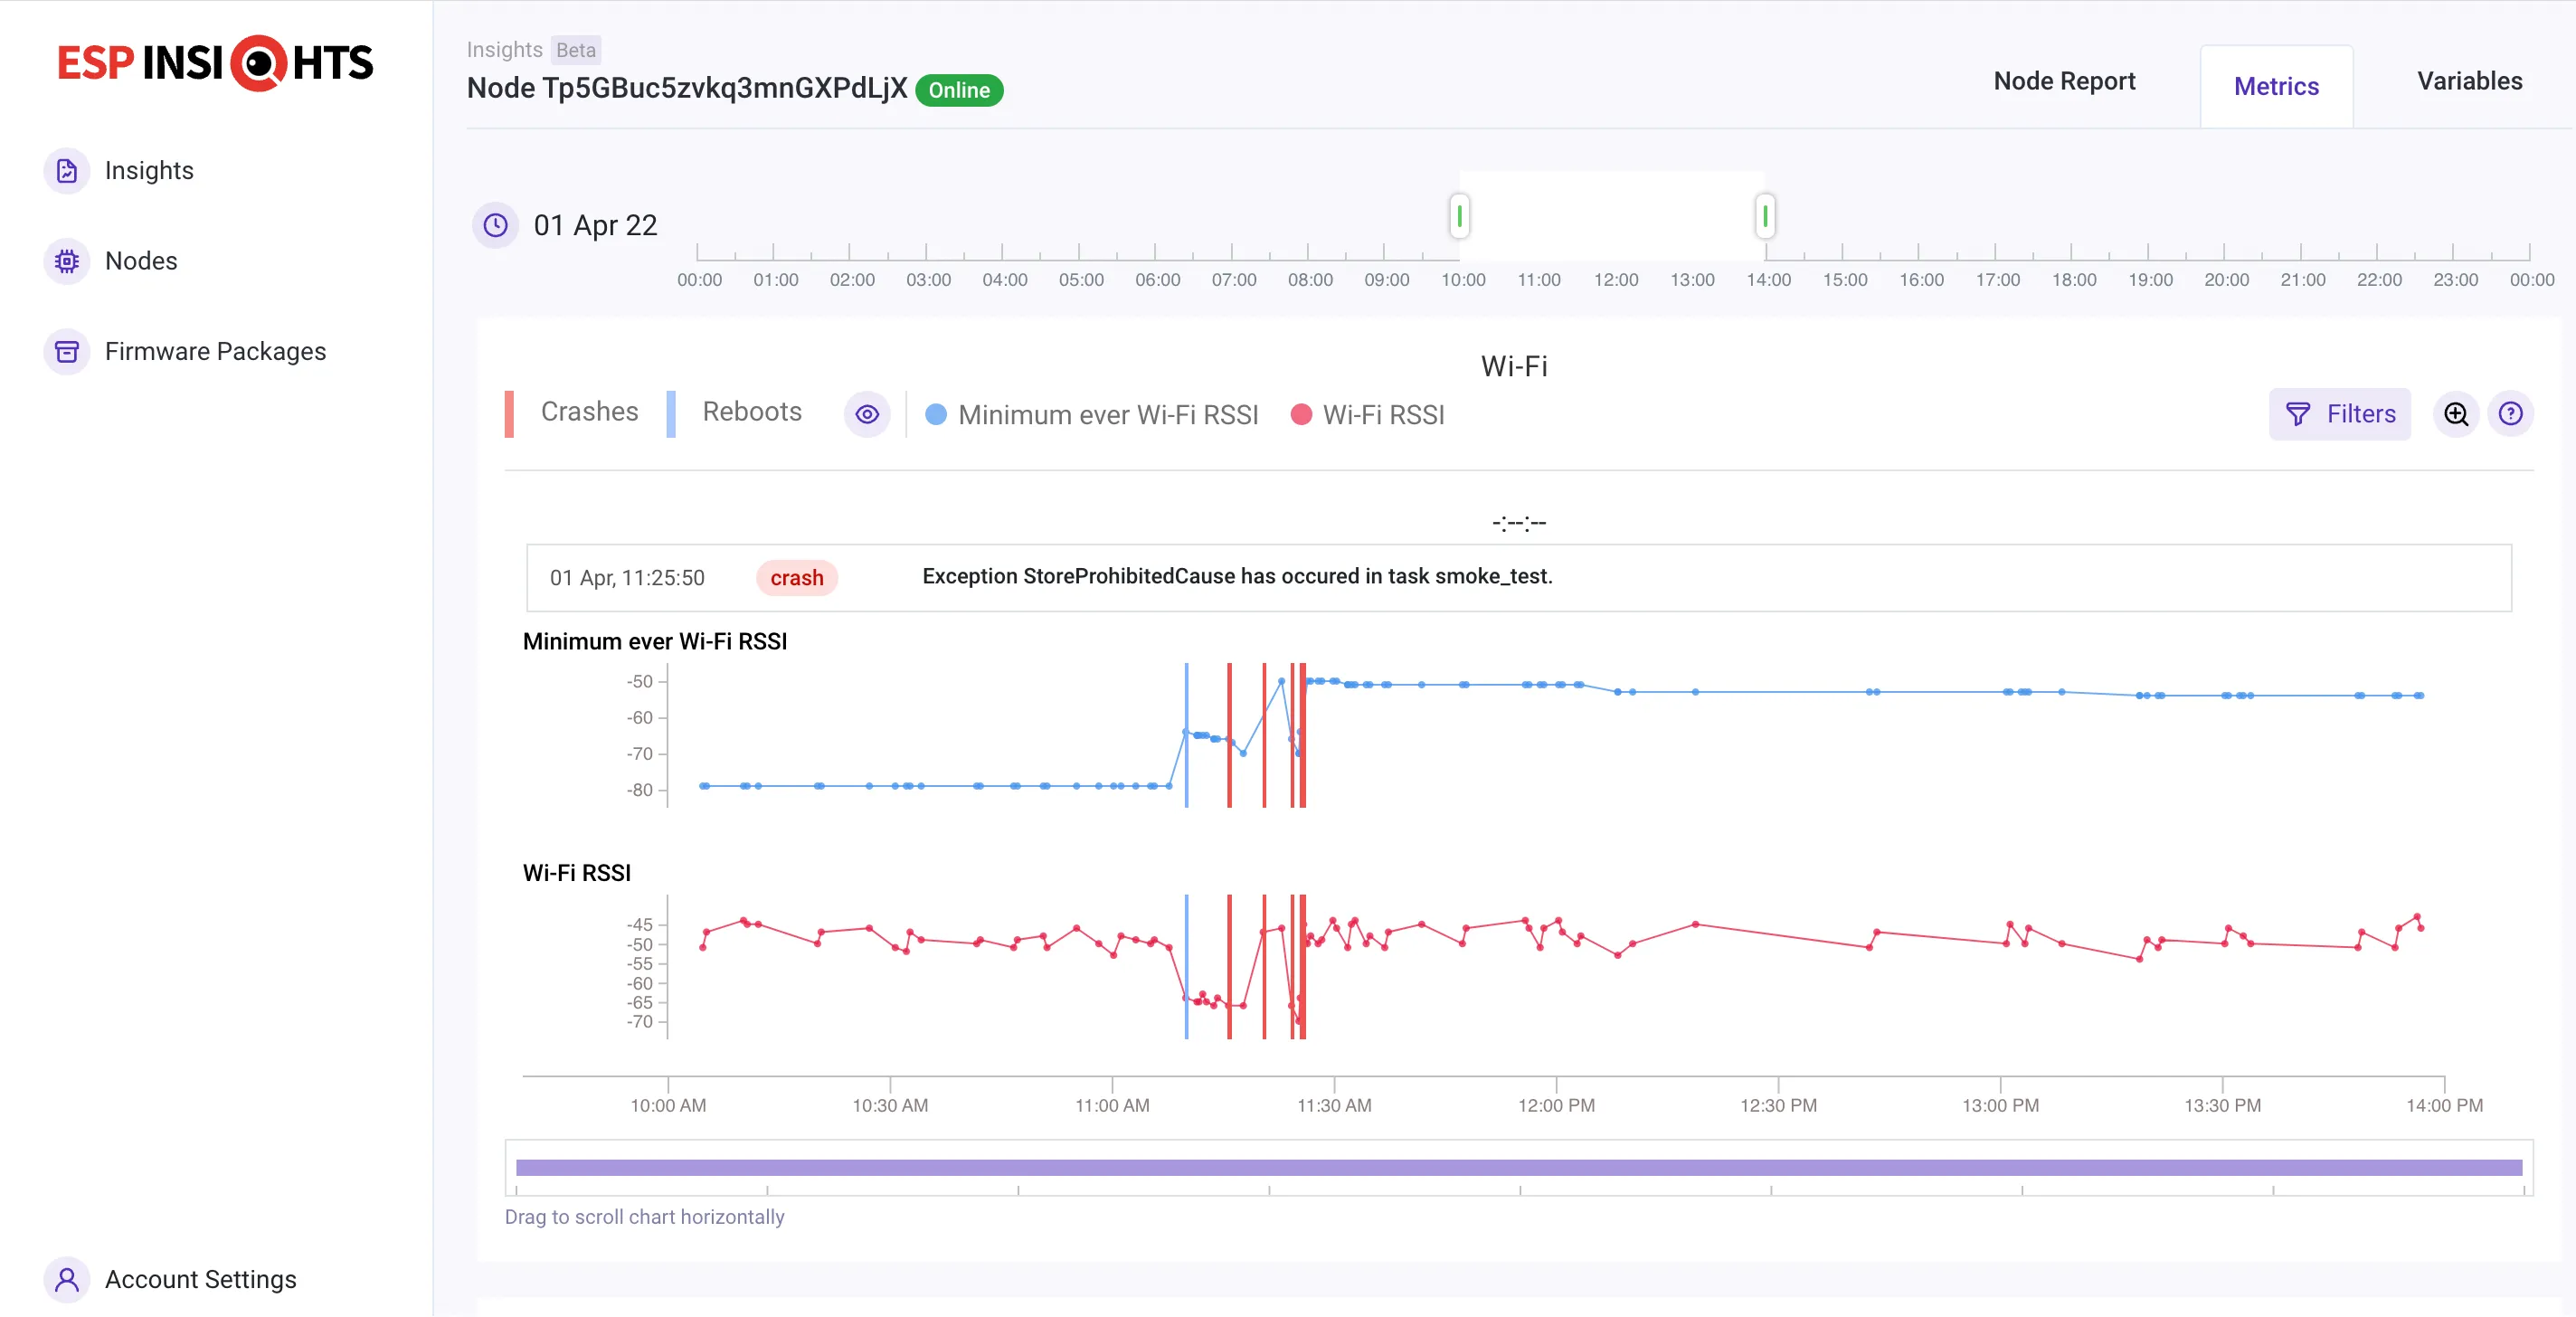 ESP INSIGHTS
Insights
Nodes
Firmware Packages
Account Settings
Insights Beta
Node Tp5GBuc5zvkq3mnGXPdLjX Online
Node Report
Metrics
Variables
01 Apr 22
00:00 01:00 02:00 03:00 04:00 05:00 06:00 07:00 08:00 09:00 10:00 11:00 12:00 13:00 14:00 15:00 16:00 17:00 18:00 19:00 20:00 21:00 22:00 23:00 00:00
Wi-Fi
Crashes Reboots Minimum ever Wi-Fi RSSI Wi-Fi RSSI Filters
-:--:--
01 Apr, 11:25:50 crash Exception StoreProhibitedCause has occured in task smoke_test.
Minimum ever Wi-Fi RSSI
-50
-60
-70
-80
Wi-Fi RSSI
-45
-50
-55
-60
-65
-70
10:00 AM 10:30 AM 11:00 AM 11:30 AM 12:00 PM 12:30 PM 13:00 PM 13:30 PM 14:00 PM
Drag to scroll chart horizontally